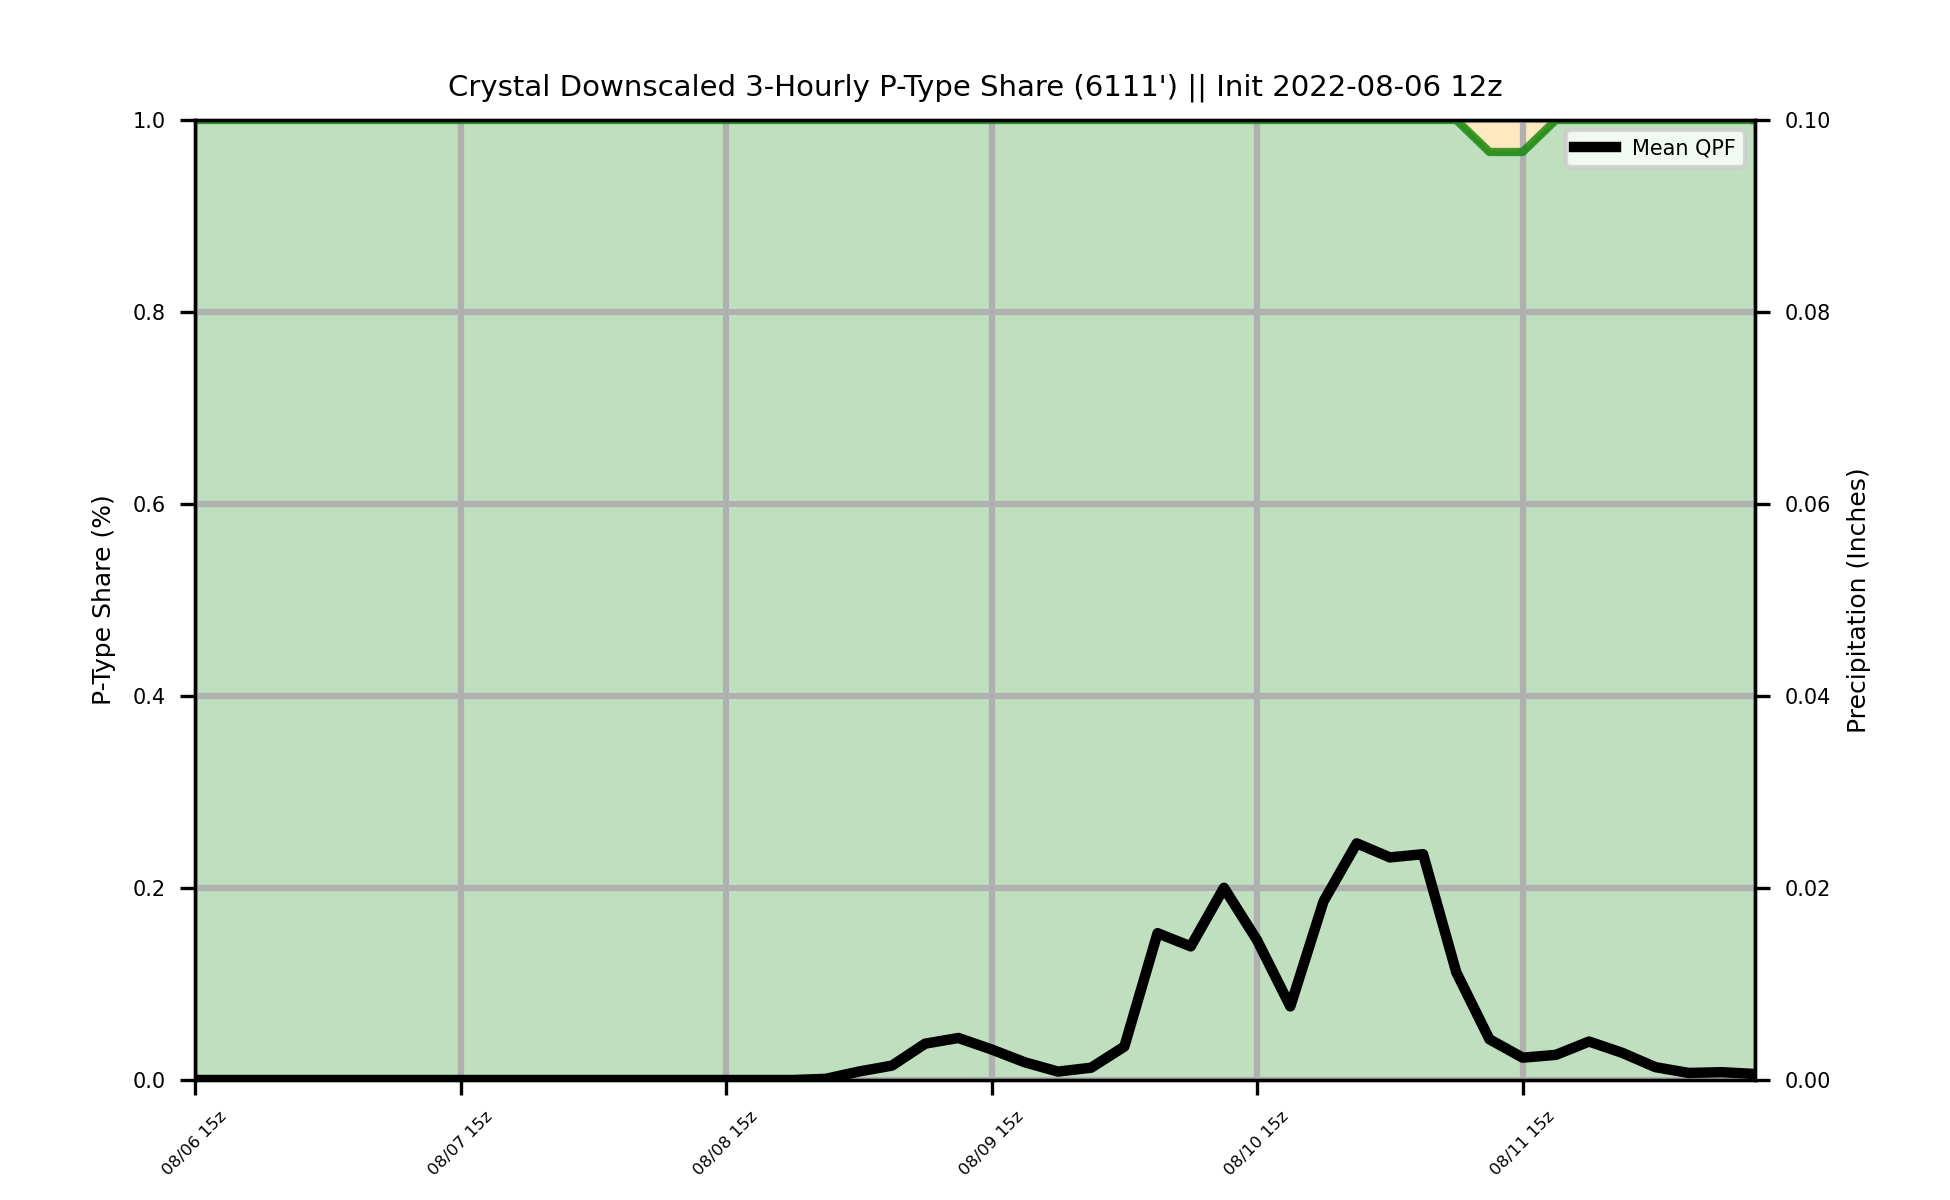 Crystal Downscaled 3-Hourly P-Type Share (6111') || Init 2022-08-06 12z
1.0
0.8
0.6
0.4
0.2
0.0
P-Type Share (%)
Mean QPF
0.10
0.08
0.06
0.04
0.02
0.00
Precipitation (Inches)
08/06 15z
08/07 15z
08/08 15z
08/09 15z
08/10 15z
08/11 15z